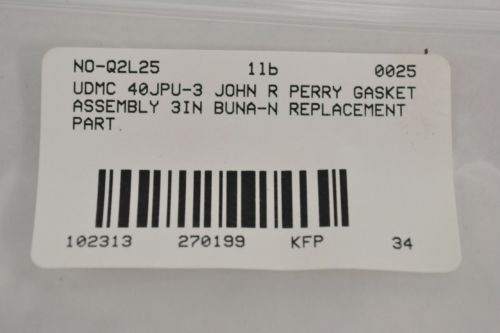 NO-Q2L25 1lb 0025
UDMC 40JPU-3 JOHN R PERRY GASKET
ASSEMBLY 3IN BUNA-N REPLACEMENT
PART.
102313 270199 KFP 34